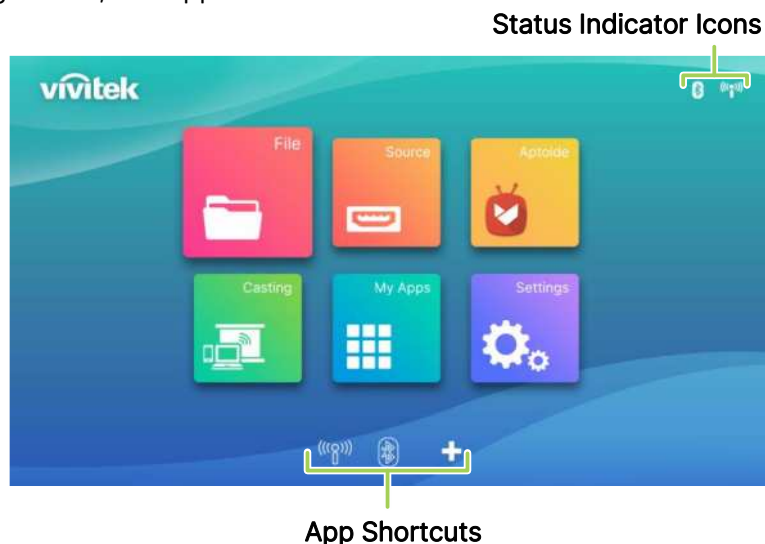 Status Indicator Icons
vivitek
File
Source
Aptoide
Casting
My Apps
Settings
App Shortcuts